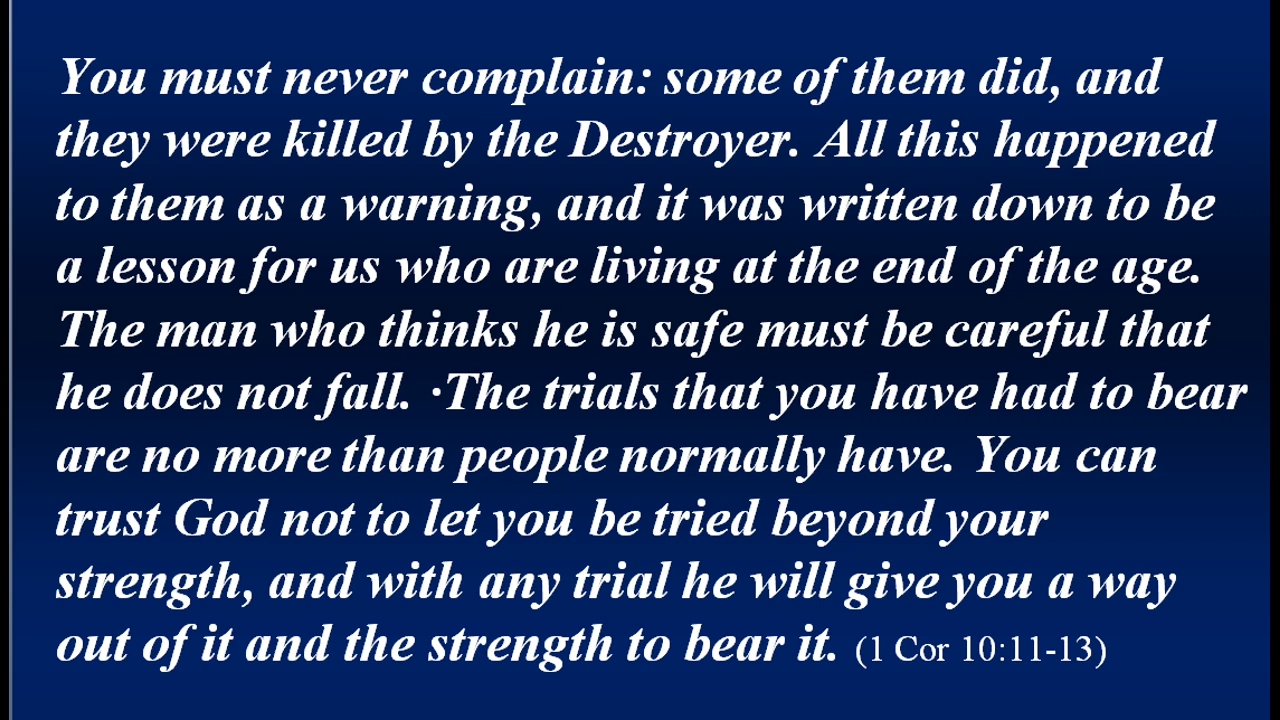 You must never complain: some of them did, and
they were killed by the Destroyer. All this happened
to them as a warning, and it was written down to be
a lesson for us who are living at the end of the age.
The man who thinks he is safe must be careful that
he does not fall. ·The trials that you have had to bear
are no more than people normally have. You can
trust God not to let you be tried beyond your
strength, and with any trial he will give you a way
out of it and the strength to bear it. (1 Cor 10:11-13)